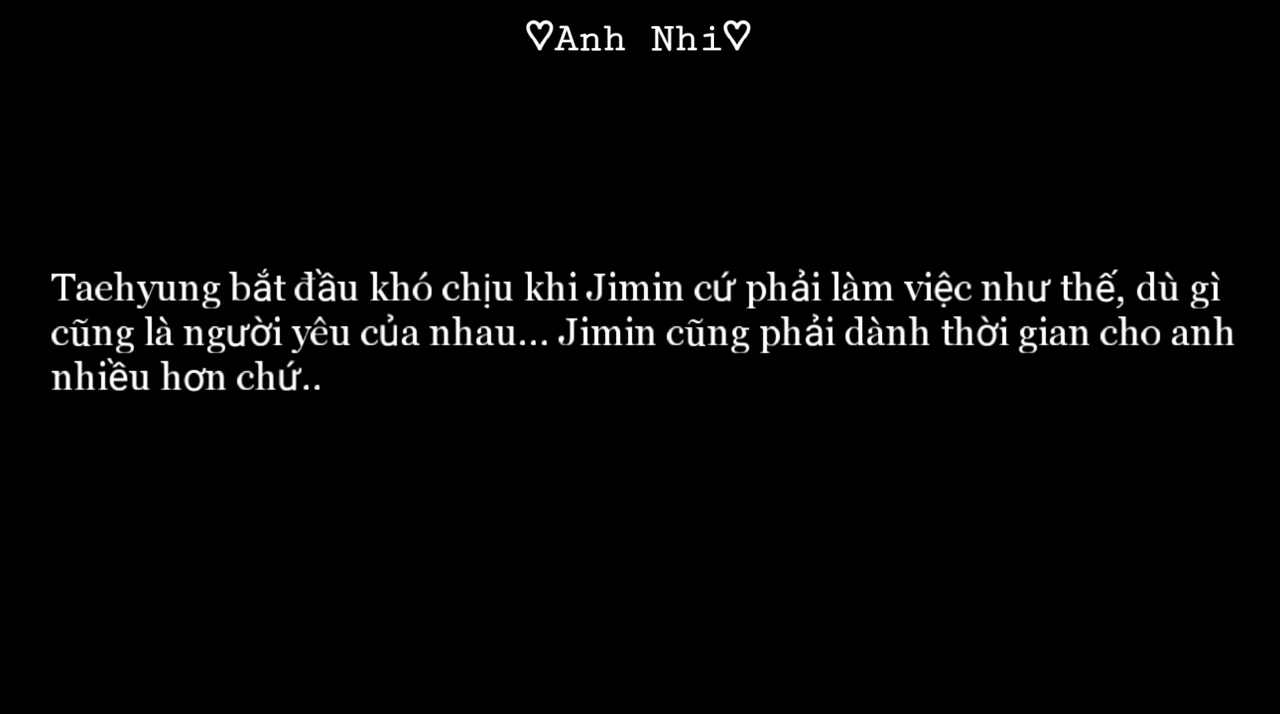 ♡Anh Nhi♡
Taehyung bắt đầu khó chịu khi Jimin cứ phải làm việc như thế, dù gì
cũng là người yêu của nhau... Jimin cũng phải dành thời gian cho anh
nhiều hơn chứ..